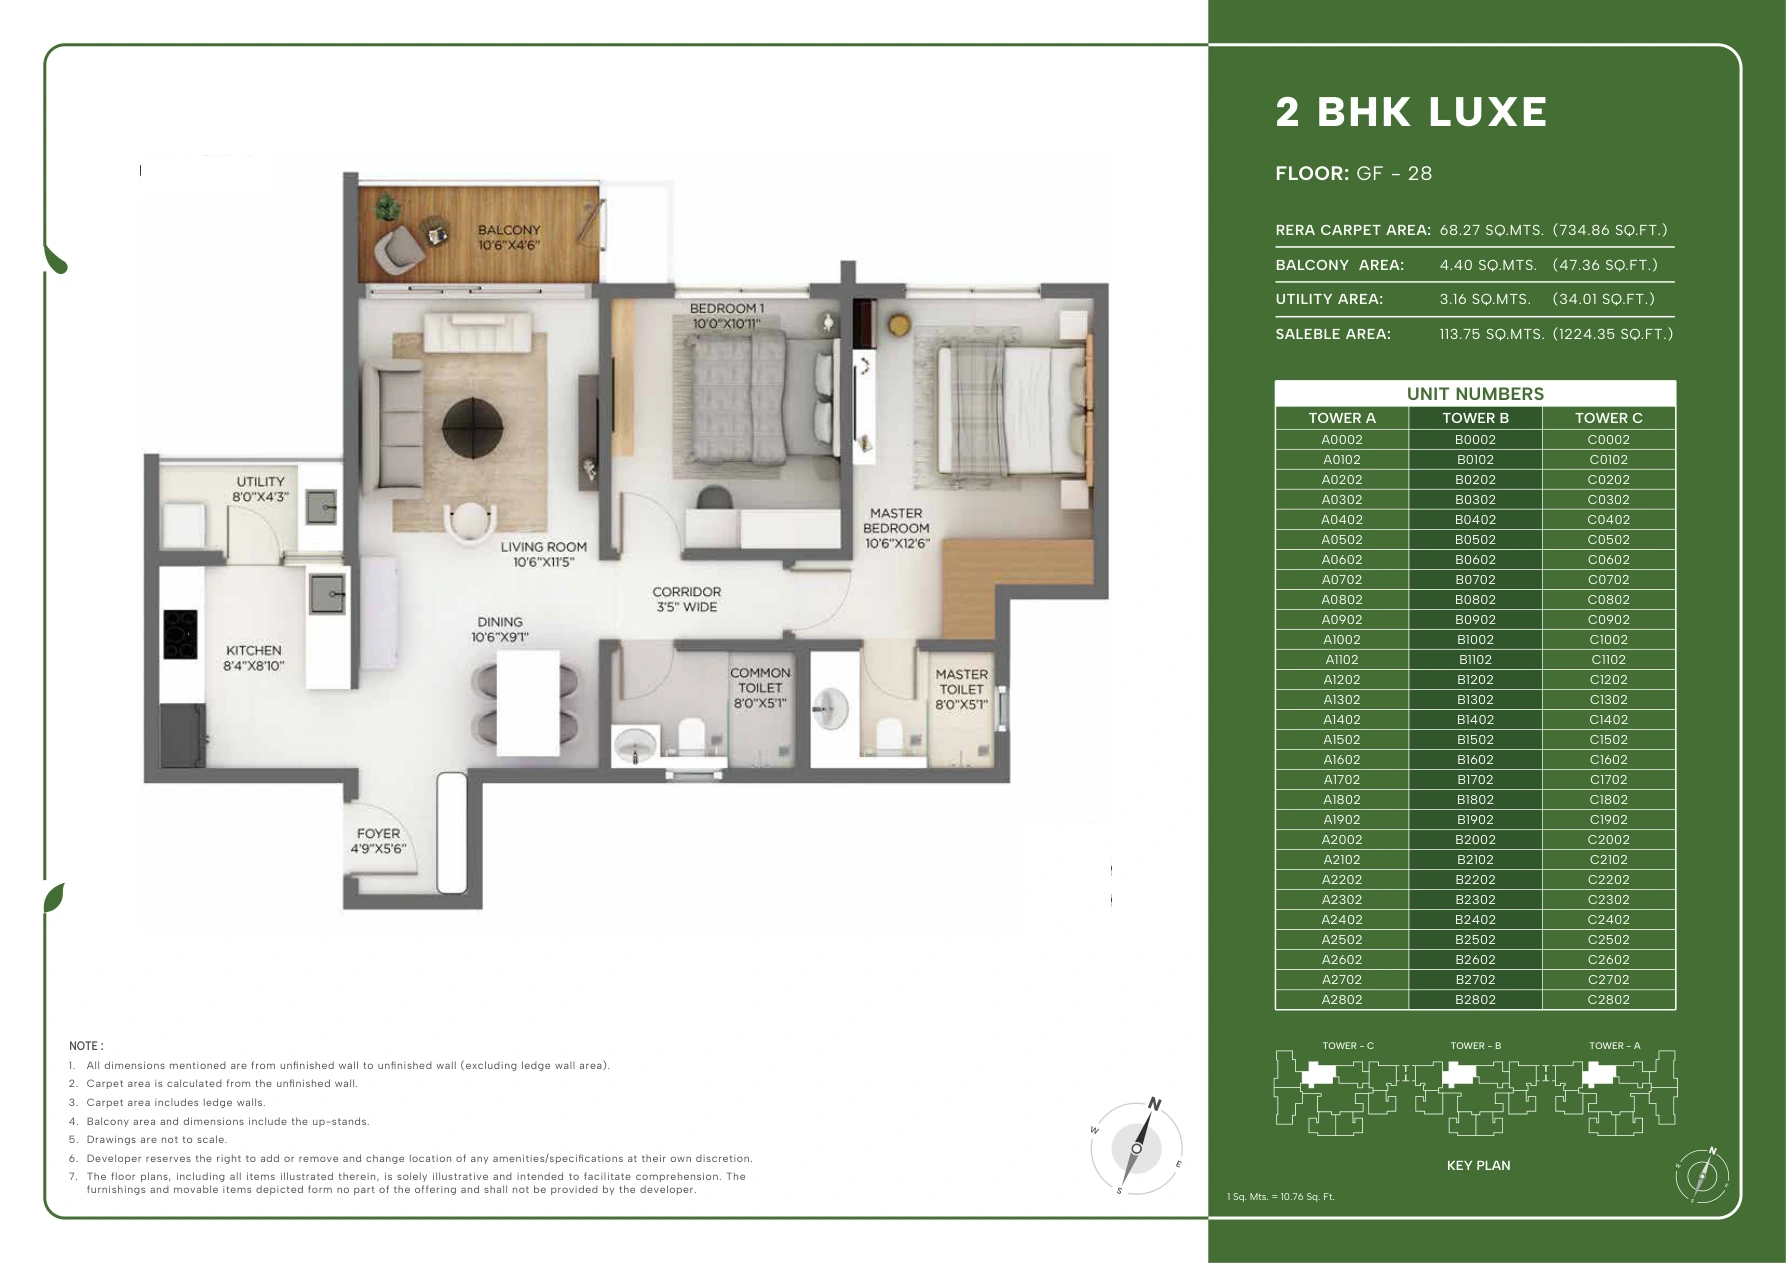 BALCONY
10'6"X4'6"
BEDROOM 1
10'0"X10'11"
UTILITY
8'0"X4'3"
MASTER
BEDROOM
10'6"X12'6"
LIVING ROOM
10'6"X11'5"
CORRIDOR
3'5" WIDE
DINING
10'6"X9'1"
KITCHEN
8'4"X8'10"
COMMON
TOILET
8'0"X5'1"
MASTER
TOILET
8'0"X5'1"
FOYER
4'9"X5'6"
NOTE :
1. All dimensions mentioned are from unfinished wall to unfinished wall (excluding ledge wall area).
2. Carpet area is calculated from the unfinished wall.
3. Carpet area includes ledge walls.
4. Balcony area and dimensions include the up-stands.
5. Drawings are not to scale.
6. Developer reserves the right to add or remove and change location of any amenities/specifications at their own discretion.
7. The floor plans, including all items illustrated therein, is solely illustrative and intended to facilitate comprehension. The
furnishings and movable items depicted form no part of the offering and shall not be provided by the developer.
N
W
E
S
2 BHK LUXE
FLOOR: GF - 28
RERA CARPET AREA: 68.27 SQ.MTS. (734.86 SQ.FT.)
BALCONY AREA: 4.40 SQ.MTS. (47.36 SQ.FT.)
UTILITY AREA: 3.16 SQ.MTS. (34.01 SQ.FT.)
SALEBLE AREA: 113.75 SQ.MTS. (1224.35 SQ.FT.)
UNIT NUMBERS
TOWER A TOWER B TOWER C
A0002 B0002 C0002
A0102 B0102 C0102
A0202 B0202 C0202
A0302 B0302 C0302
A0402 B0402 C0402
A0502 B0502 C0502
A0602 B0602 C0602
A0702 B0702 C0702
A0802 B0802 C0802
A0902 B0902 C0902
A1002 B1002 C1002
A1102 B1102 C1102
A1202 B1202 C1202
A1302 B1302 C1302
A1402 B1402 C1402
A1502 B1502 C1502
A1602 B1602 C1602
A1702 B1702 C1702
A1802 B1802 C1802
A1902 B1902 C1902
A2002 B2002 C2002
A2102 B2102 C2102
A2202 B2202 C2202
A2302 B2302 C2302
A2402 B2402 C2402
A2502 B2502 C2502
A2602 B2602 C2602
A2702 B2702 C2702
A2802 B2802 C2802
TOWER - C TOWER - B TOWER - A
KEY PLAN
N
1 Sq. Mts. = 10.76 Sq. Ft.